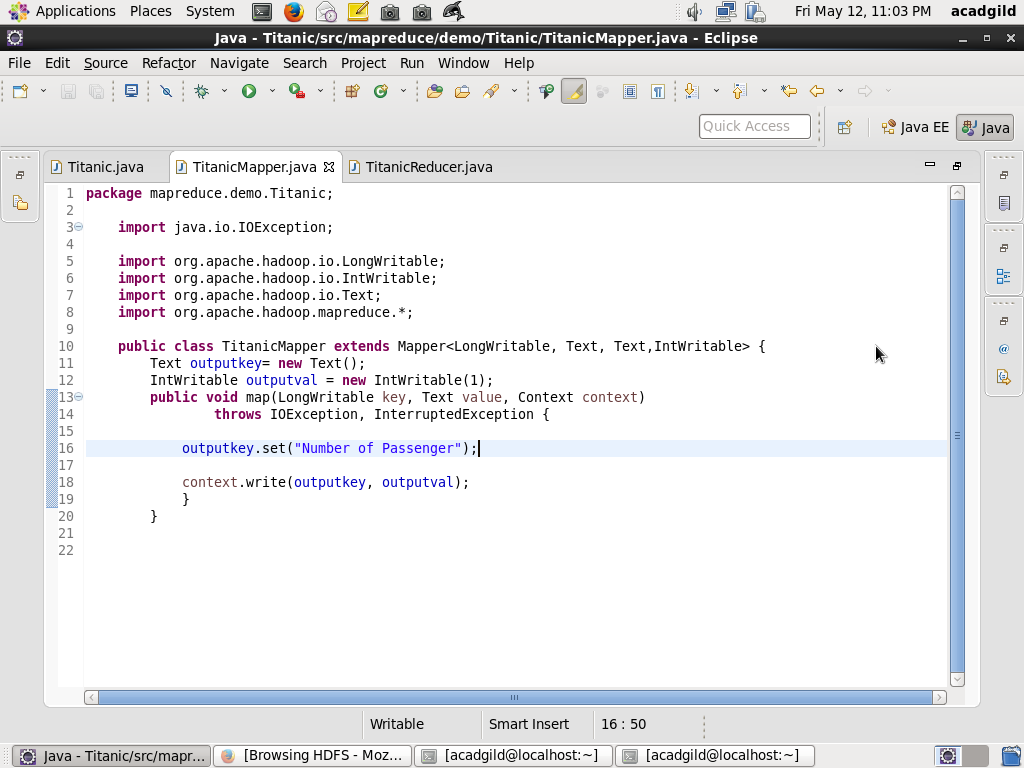 Applications Places System Fri May 12, 11:03 PM acadgild
Java - Titanic/src/mapreduce/demo/Titanic/TitanicMapper.java - Eclipse
File Edit Source Refactor Navigate Search Project Run Window Help
Quick Access Java EE Java
Titanic.java TitanicMapper.java TitanicReducer.java
1 package mapreduce.demo.Titanic;
2
3 import java.io.IOException;
4
5 import org.apache.hadoop.io.LongWritable;
6 import org.apache.hadoop.io.IntWritable;
7 import org.apache.hadoop.io.Text;
8 import org.apache.hadoop.mapreduce.*;
9
10 public class TitanicMapper extends Mapper<LongWritable, Text, Text,IntWritable> {
11 Text outputkey= new Text();
12 IntWritable outputval = new IntWritable(1);
13 public void map(LongWritable key, Text value, Context context)
14 throws IOException, InterruptedException {
15
16 outputkey.set("Number of Passenger");
17
18 context.write(outputkey, outputval);
19 }
20 }
21
22
Writable Smart Insert 16 : 50
Java - Titanic/src/mapr... [Browsing HDFS - Moz... [acadgild@localhost:~] [acadgild@localhost:~]